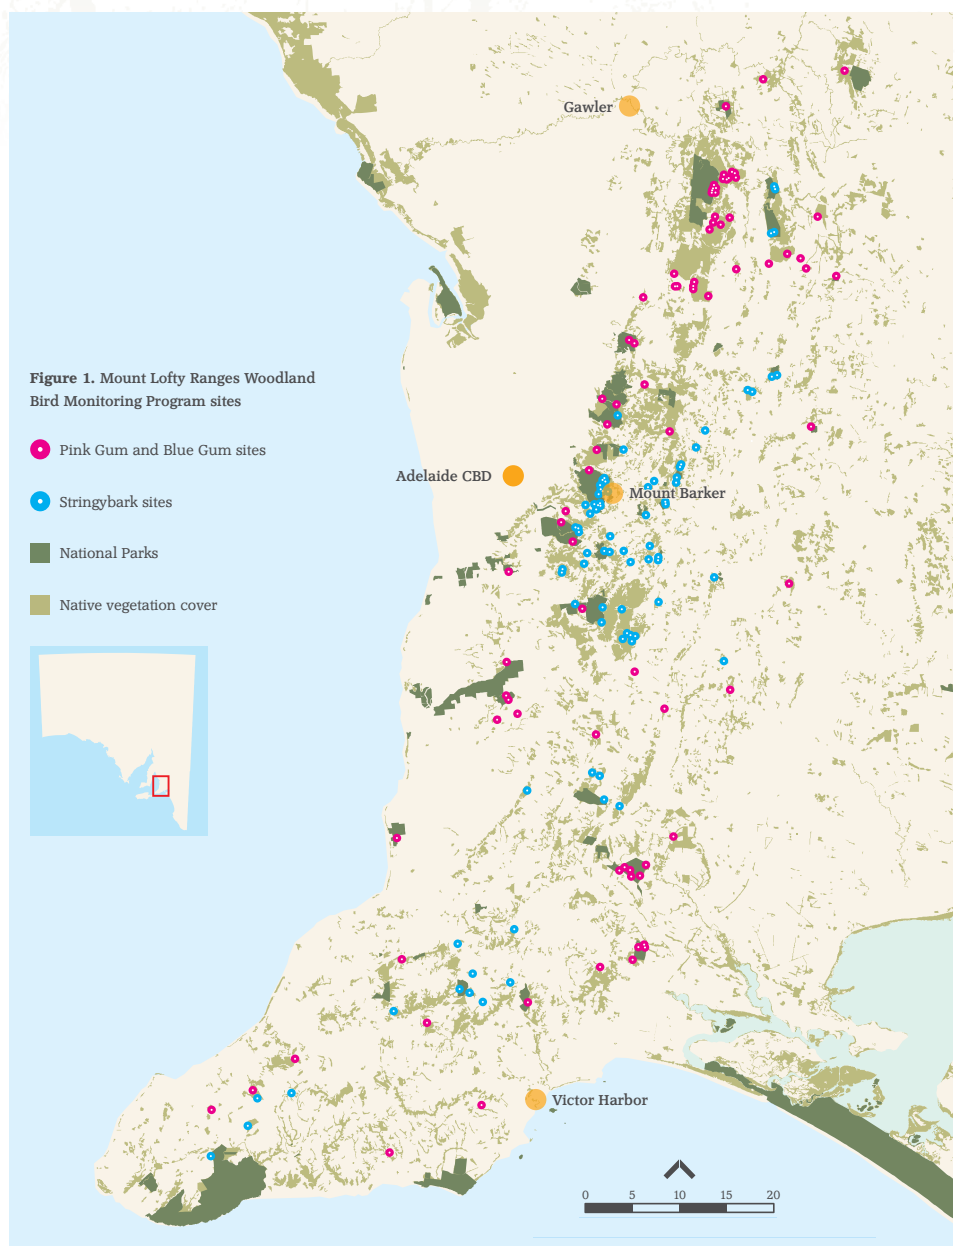 Gawler
Figure 1. Mount Lofty Ranges Woodland
Bird Monitoring Program sites
Pink Gum and Blue Gum sites
Adelaide CBD
Mount Barker
Stringybark sites
National Parks
Native vegetation cover
Victor Harbor
0 5 10 15 20